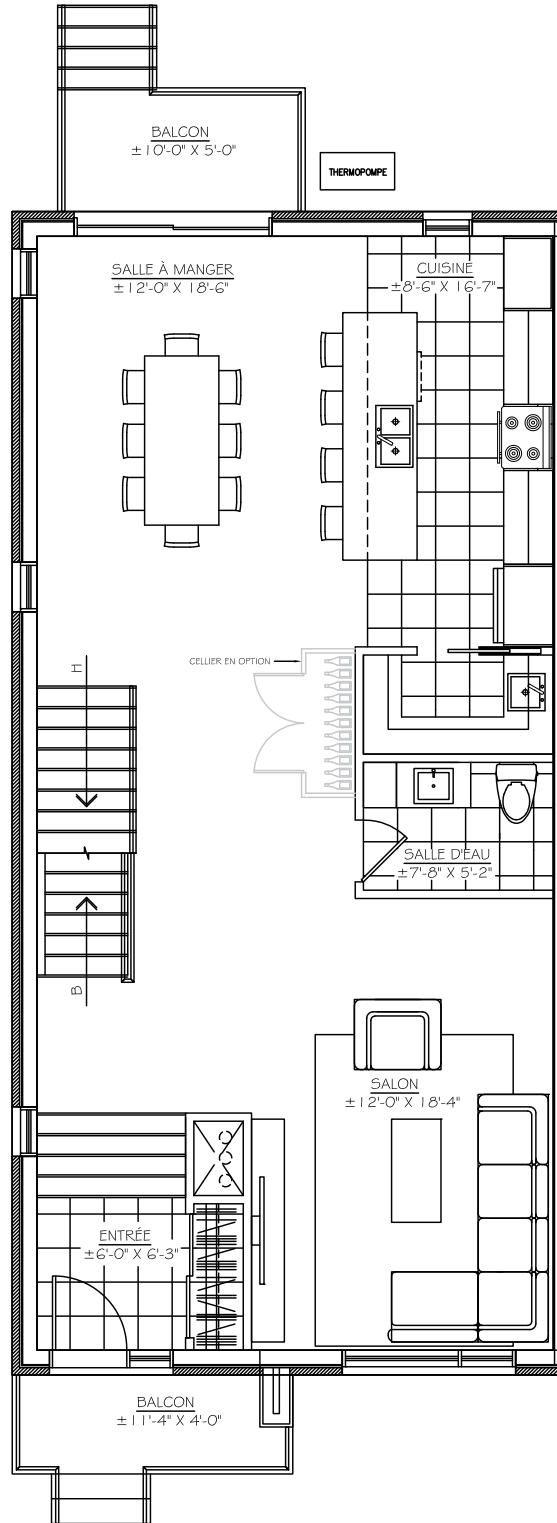 BALCON
±10'-0" X 5'-0"
THERMOPOMPE
SALLE À MANGER
±12'-0" X 18'-6"
CUISINE
±8'-6" X 16'-7"
CELLIER EN OPTION
H
SALLE D'EAU
±7'-8" X 5'-2"
B
SALON
±12'-0" X 18'-4"
ENTRÉE
±6'-0" X 6'-3"
BALCON
±11'-4" X 4'-0"